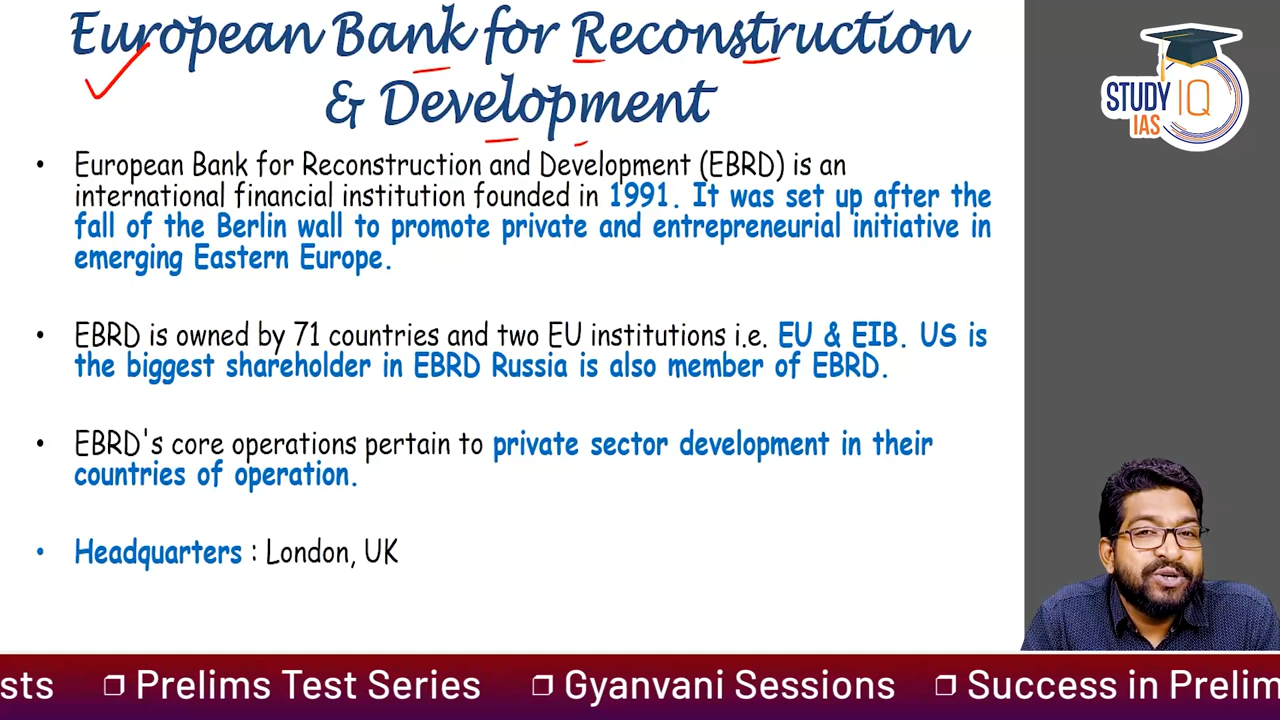 European Bank for Reconstruction
& Development
• European Bank for Reconstruction and Development (EBRD) is an
international financial institution founded in 1991. It was set up after the
fall of the Berlin wall to promote private and entrepreneurial initiative in
emerging Eastern Europe.
• EBRD is owned by 71 countries and two EU institutions i.e. EU & EIB. US is
the biggest shareholder in EBRD Russia is also member of EBRD.
• EBRD's core operations pertain to private sector development in their
countries of operation.
• Headquarters : London, UK
STUDY IQ
IAS
sts ❐ Prelims Test Series ❐ Gyanvani Sessions ❐ Success in Prelim